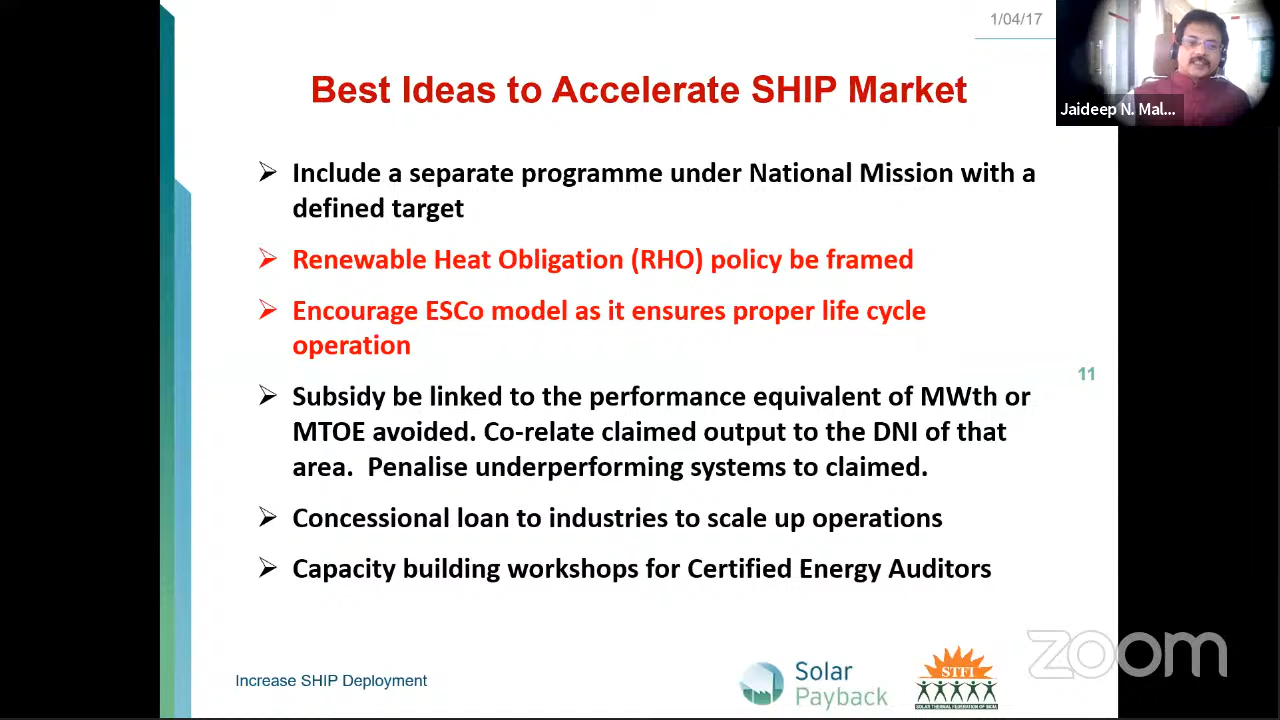 1/04/17
Best Ideas to Accelerate SHIP Market
Jaideep N. Mal...
➢ Include a separate programme under National Mission with a
defined target
➢ Renewable Heat Obligation (RHO) policy be framed
➢ Encourage ESCo model as it ensures proper life cycle
operation
11
➢ Subsidy be linked to the performance equivalent of MWth or
MTOE avoided. Co-relate claimed output to the DNI of that
area. Penalise underperforming systems to claimed.
➢ Concessional loan to industries to scale up operations
➢ Capacity building workshops for Certified Energy Auditors
zoom
Increase SHIP Deployment
Solar
Payback
STFI
SOLAR THERMAL FEDERATION OF INDIA